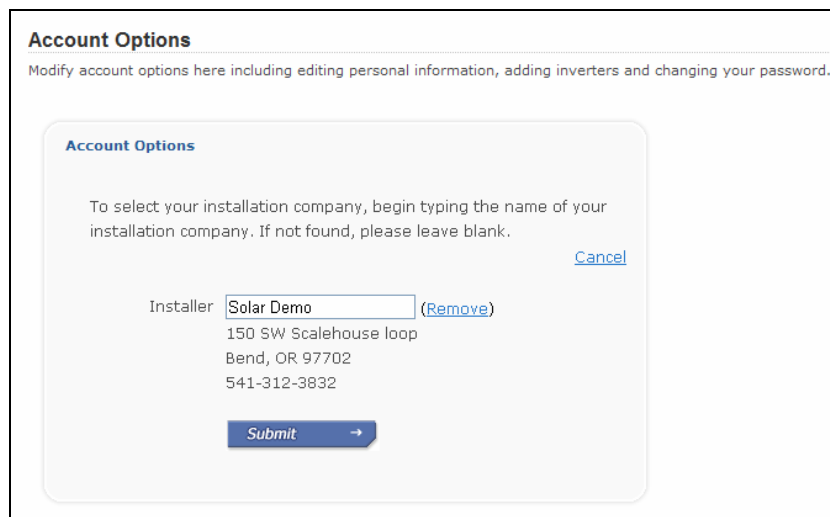 Account Options
Modify account options here including editing personal information, adding inverters and changing your password.
Account Options
To select your installation company, begin typing the name of your
installation company. If not found, please leave blank.
Cancel
Installer Solar Demo (Remove)
150 SW Scalehouse loop
Bend, OR 97702
541-312-3832
Submit →